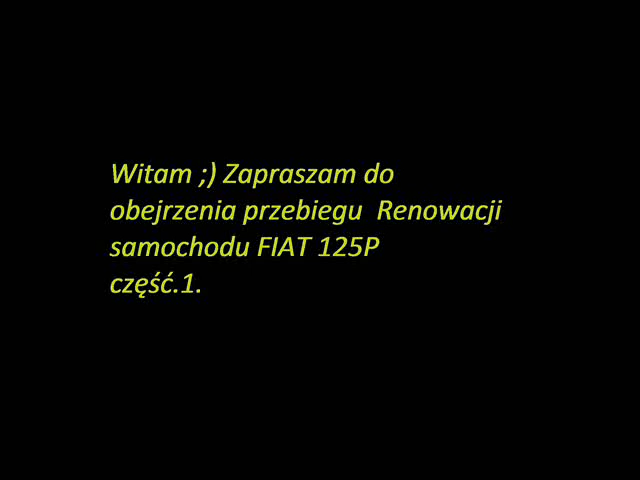 Witam ;) Zapraszam do
obejrzenia przebiegu  Renowacji
samochodu FIAT 125P
część.1.